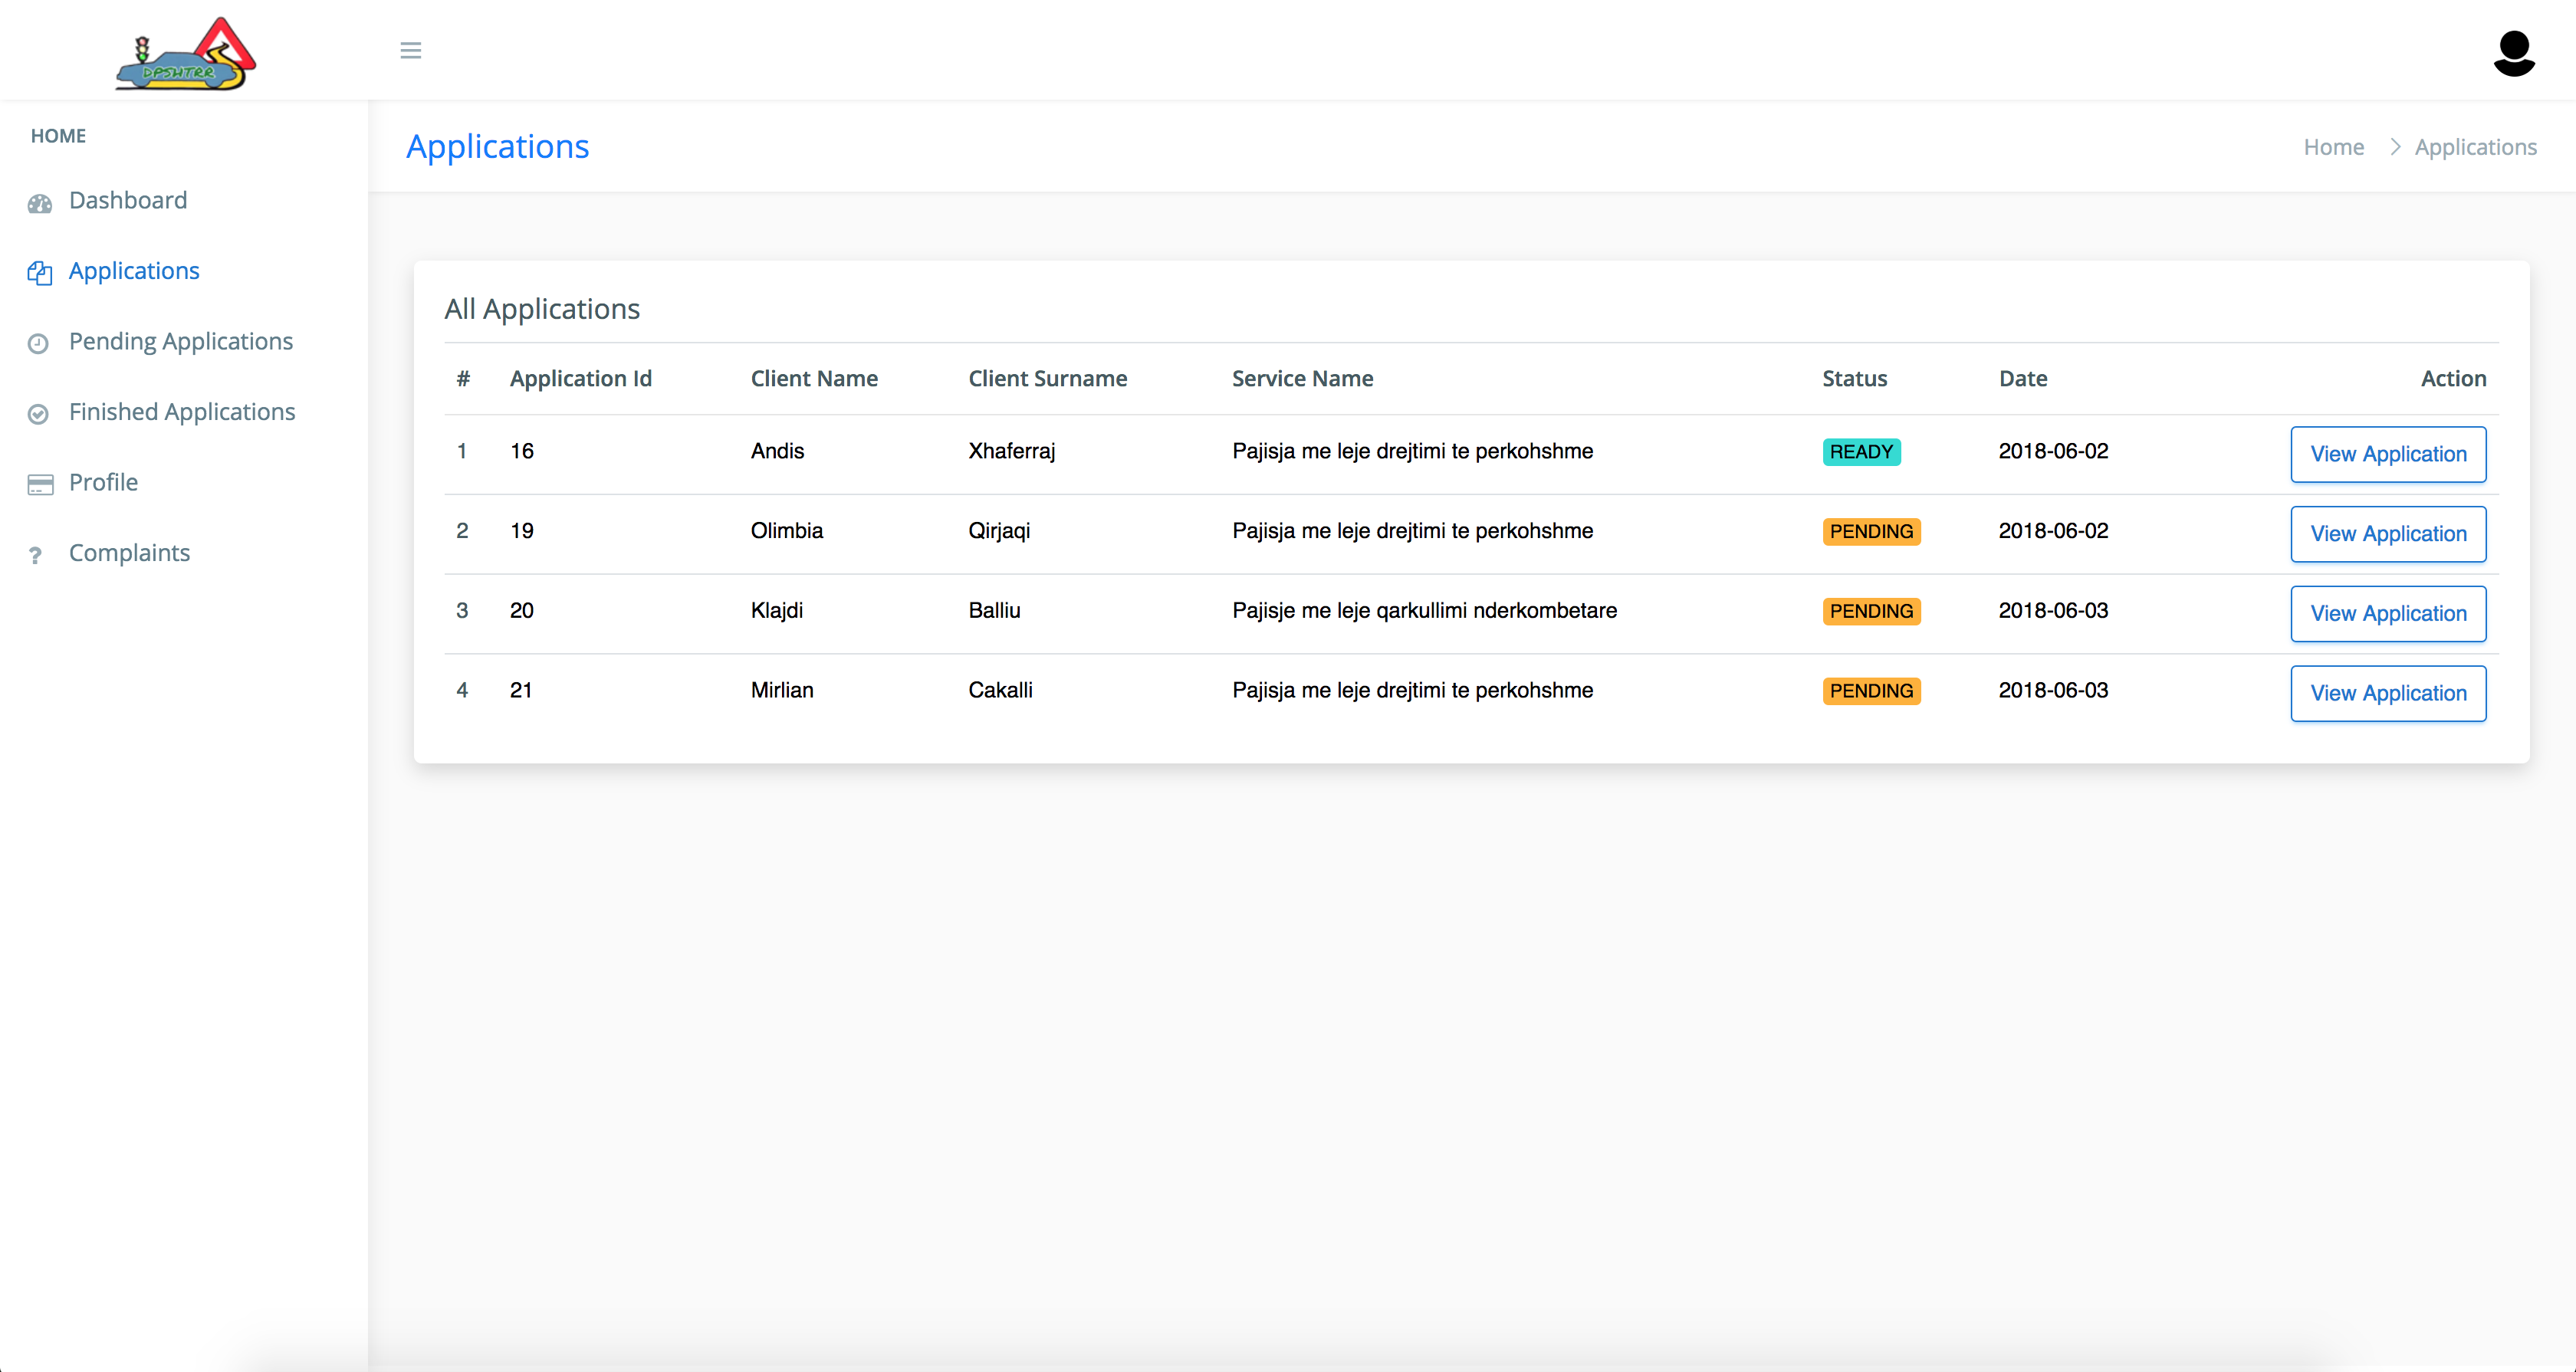 DPSHTRR
HOME
Dashboard
Applications
Pending Applications
Finished Applications
Profile
? Complaints
Applications
Home > Applications
All Applications
# Application Id Client Name Client Surname Service Name Status Date Action
1 16 Andis Xhaferraj Pajisja me leje drejtimi te perkohshme READY 2018-06-02 View Application
2 19 Olimbia Qirjaqi Pajisja me leje drejtimi te perkohshme PENDING 2018-06-02 View Application
3 20 Klajdi Balliu Pajisje me leje qarkullimi nderkombetare PENDING 2018-06-03 View Application
4 21 Mirlian Cakalli Pajisja me leje drejtimi te perkohshme PENDING 2018-06-03 View Application